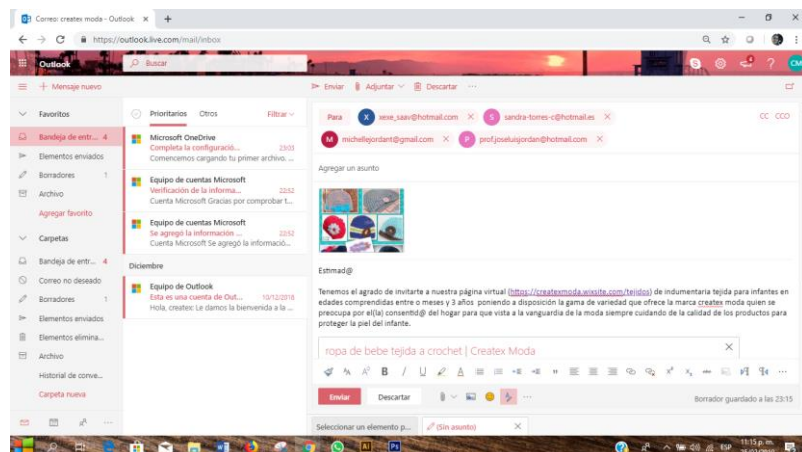 Correo: createx moda - Outlook
https://outlook.live.com/mail/inbox
Outlook
Buscar
Mensaje nuevo
Enviar Adjuntar Descartar
Favoritos
Bandeja de entr... 4
Elementos enviados
Borradores 1
Archivo
Agregar favorito
Carpetas
Bandeja de entr... 4
Correo no deseado
Borradores 1
Elementos enviados
Elementos elimina...
Archivo
Historial de conve...
Carpeta nueva
Prioritarios Otros Filtrar
Microsoft OneDrive
Completa la configuració... 23:03
Comencemos cargando tu primer archivo. ...
Equipo de cuentas Microsoft
Verificación de la informa... 22:52
Cuenta Microsoft Gracias por comprobar t...
Equipo de cuentas Microsoft
Se agregó la información ... 22:52
Cuenta Microsoft Se agregó la informació...
Diciembre
Equipo de Outlook
Esta es una cuenta de Out... 10/12/2018
Hola, createx: Le damos la bienvenida a la ...
Para X xexe_saav@hotmail.com S sandra-torres-c@hotmail.es CC CCO
M michellejordant@gmail.com P prof.joseluisjordan@hotmail.com
Agregar un asunto
Estimad@
Tenemos el agrado de invitarte a nuestra página virtual (https://createxmoda.wixsite.com/tejidos) de indumentaria tejida para infantes en
edades comprendidas entre o meses y 3 años poniendo a disposición la gama de variedad que ofrece la marca createx moda quien se
preocupa por el(la) consentid@ del hogar para que vista a la vanguardia de la moda siempre cuidando de la calidad de los productos para
proteger la piel del infante.
ropa de bebe tejida a crochet | Createx Moda
Enviar Descartar
Borrador guardado a las 23:15
Seleccionar un elemento p... (Sin asunto)
ESP 11:15 p. m.